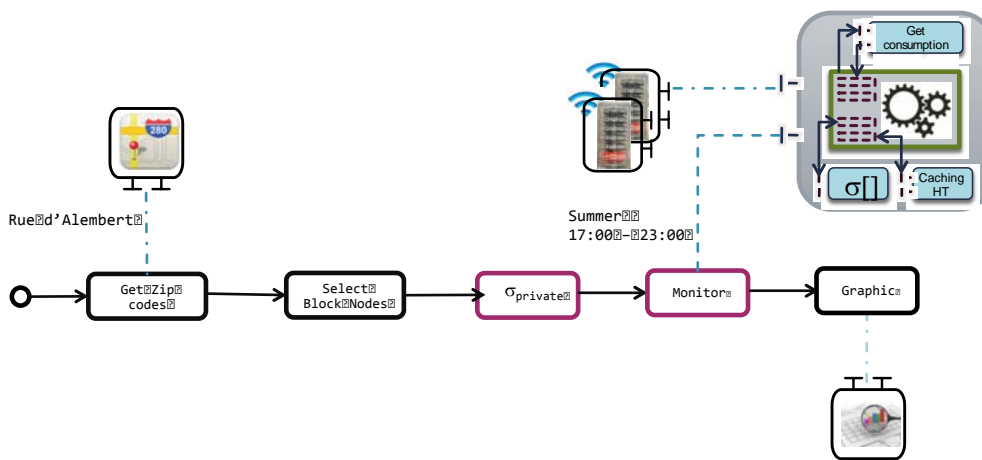 Get
consumption
280
σ[]
Caching
HT
Rue d’Alembert
Summer
17:00 – 23:00
Get Zip
codes
Select
Block Nodes
σprivate
Monitor
Graphic